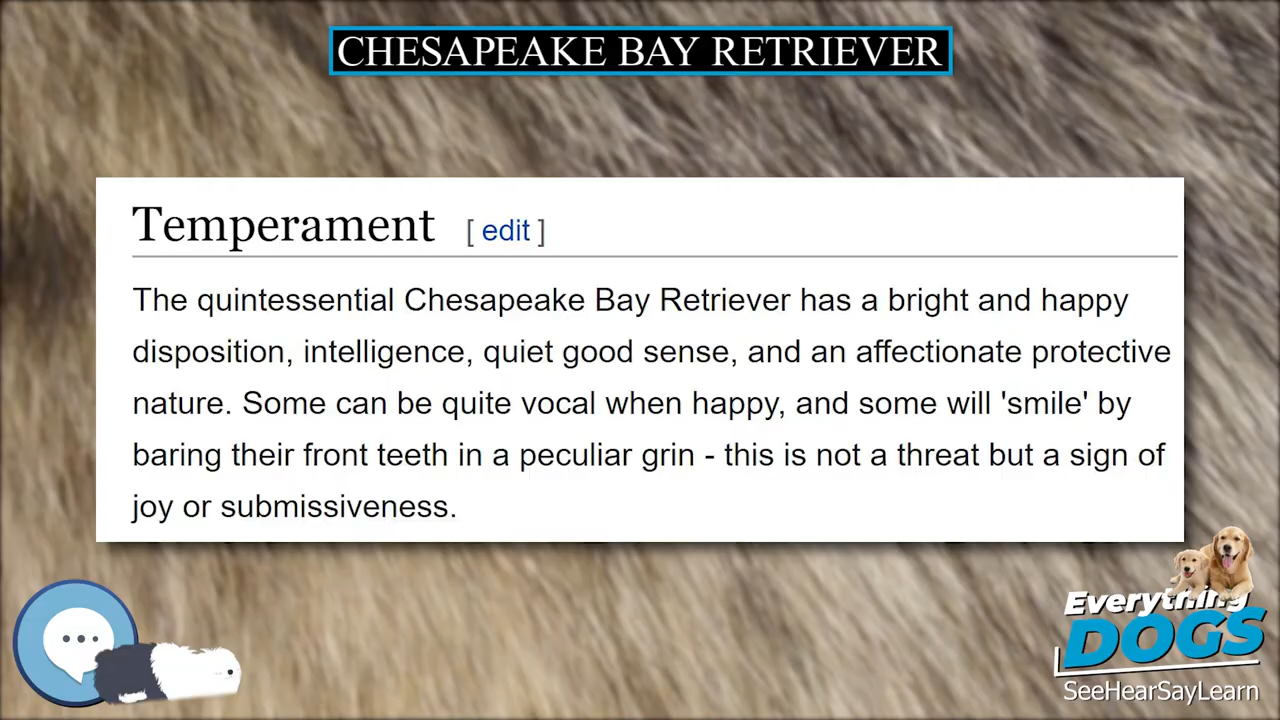 CHESAPEAKE BAY RETRIEVER
Temperament [ edit ]
The quintessential Chesapeake Bay Retriever has a bright and happy
disposition, intelligence, quiet good sense, and an affectionate protective
nature. Some can be quite vocal when happy, and some will 'smile' by
baring their front teeth in a peculiar grin - this is not a threat but a sign of
joy or submissiveness.
Everything
DOGS
SeeHearSayLearn